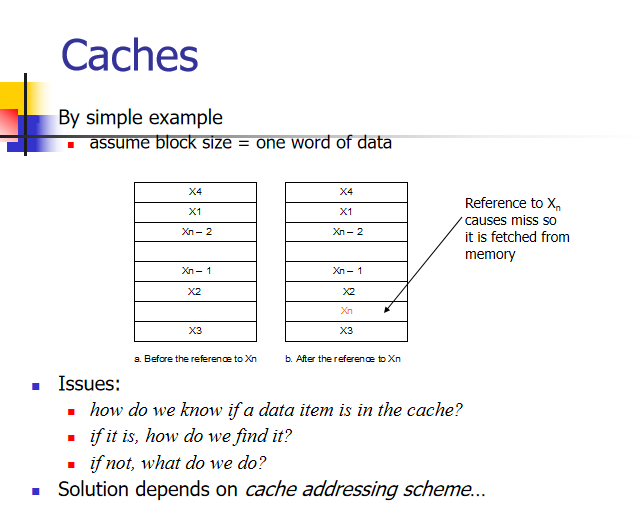 Caches
By simple example
assume block size = one word of data
X4
X1
Xn – 2
Xn – 1
X2
X3
a. Before the reference to Xn
X4
X1
Xn – 2
Xn – 1
X2
Xn
X3
b. After the reference to Xn
Reference to Xn
causes miss so
it is fetched from
memory
Issues:
how do we know if a data item is in the cache?
if it is, how do we find it?
if not, what do we do?
Solution depends on cache addressing scheme…